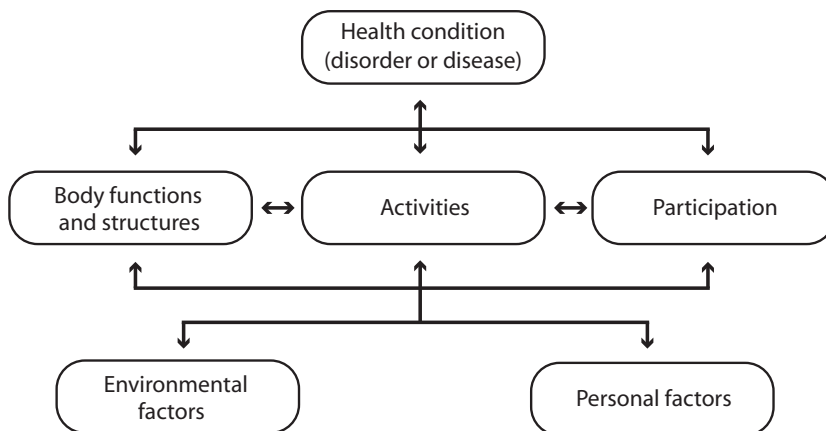 Health condition
(disorder or disease)
Body functions
and structures
Activities
Participation
Environmental
factors
Personal factors